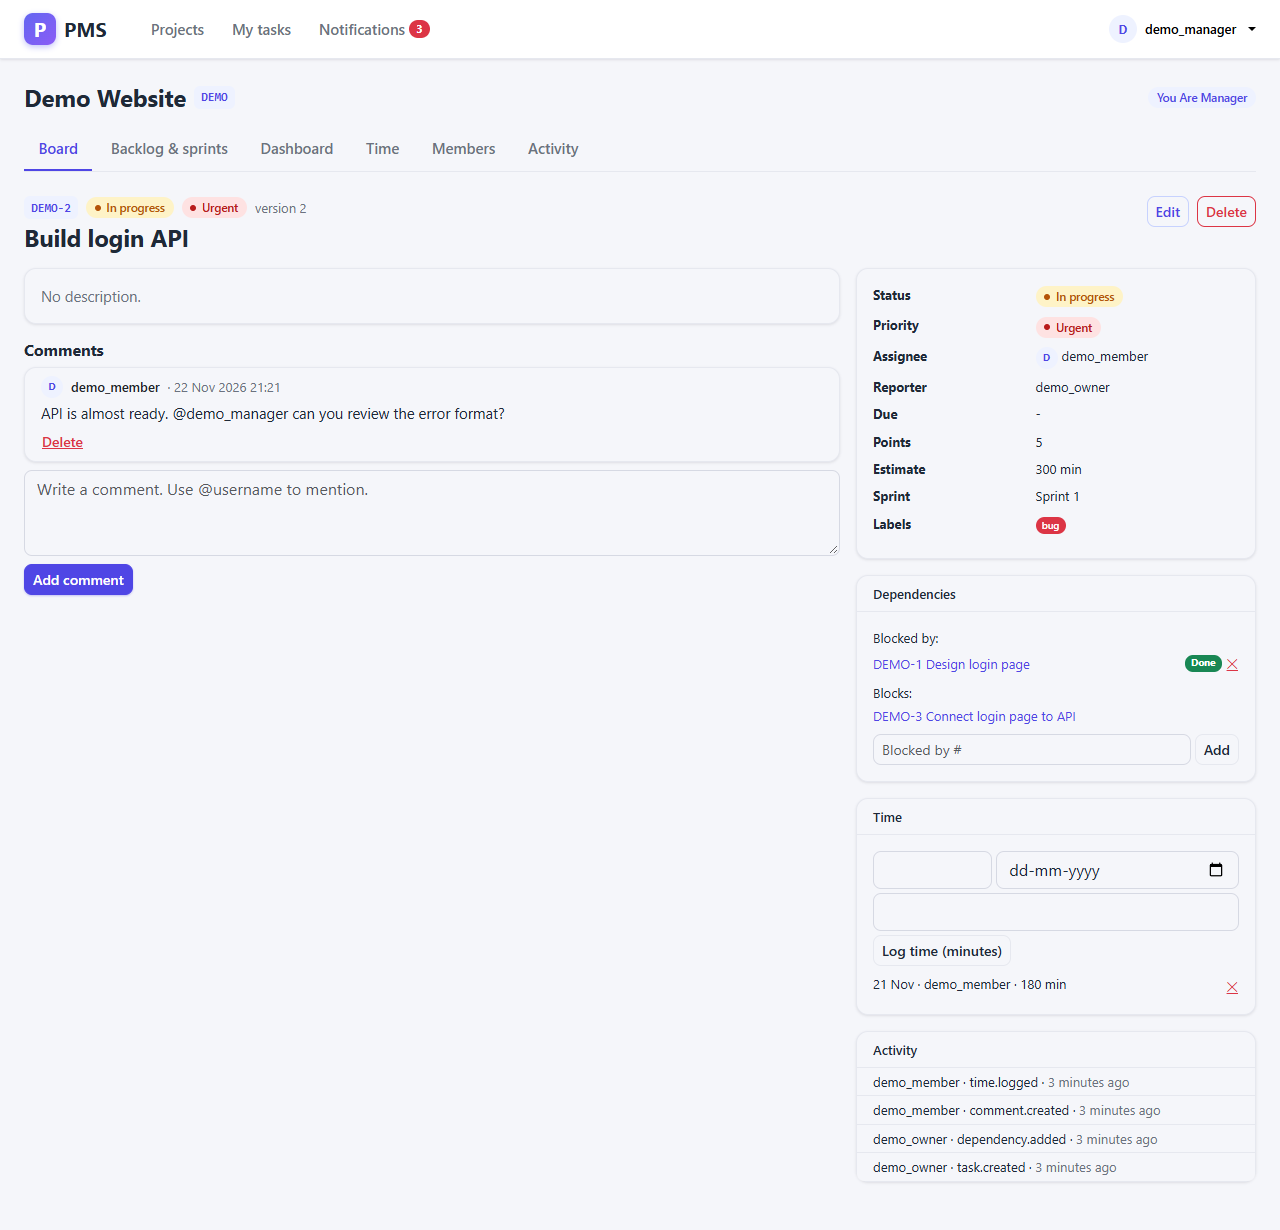 P PMS Projects My tasks Notifications 3 D demo_manager
Demo Website DEMO You Are Manager
Board Backlog & sprints Dashboard Time Members Activity
DEMO-2 In progress Urgent version 2 Edit Delete
Build login API
No description.
Comments
D demo_member · 22 Nov 2026 21:21
API is almost ready. @demo_manager can you review the error format?
Delete
Write a comment. Use @username to mention.
Add comment
Status In progress
Priority Urgent
Assignee D demo_member
Reporter demo_owner
Due -
Points 5
Estimate 300 min
Sprint Sprint 1
Labels bug
Dependencies
Blocked by:
DEMO-1 Design login page Done
Blocks:
DEMO-3 Connect login page to API
Blocked by # Add
Time
dd-mm-yyyy
Log time (minutes)
21 Nov · demo_member · 180 min
Activity
demo_member · time.logged · 3 minutes ago
demo_member · comment.created · 3 minutes ago
demo_owner · dependency.added · 3 minutes ago
demo_owner · task.created · 3 minutes ago